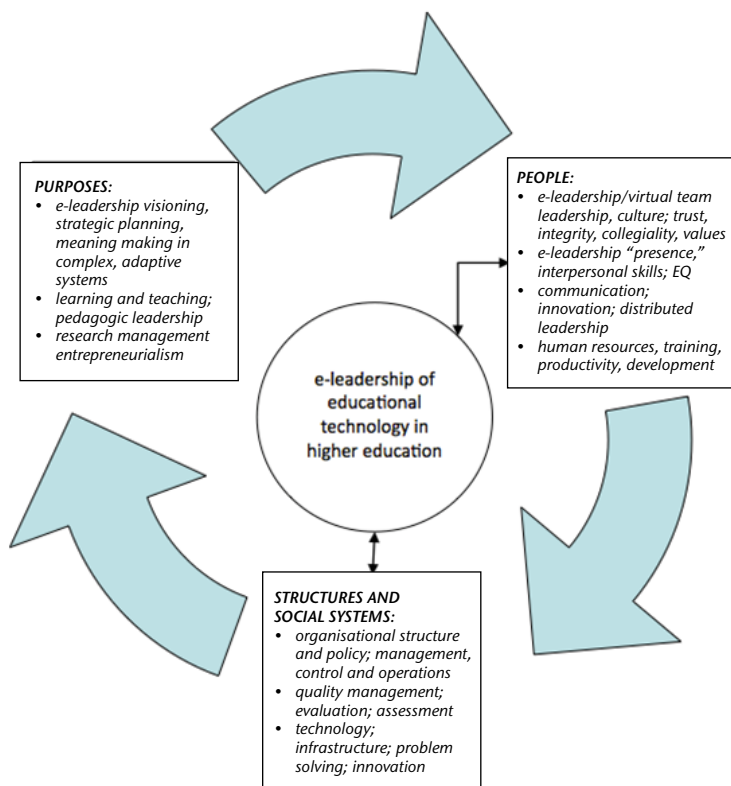 PURPOSES:
• e-leadership visioning,
strategic planning,
meaning making in
complex, adaptive
systems
• learning and teaching;
pedagogic leadership
• research management
entrepreneurialism
PEOPLE:
• e-leadership/virtual team
leadership, culture; trust,
integrity, collegiality, values
• e-leadership “presence,”
interpersonal skills; EQ
• communication;
innovation; distributed
leadership
• human resources, training,
productivity, development
e-leadership of
educational
technology in
higher education
STRUCTURES AND
SOCIAL SYSTEMS:
• organisational structure
and policy; management,
control and operations
• quality management;
evaluation; assessment
• technology;
infrastructure; problem
solving; innovation